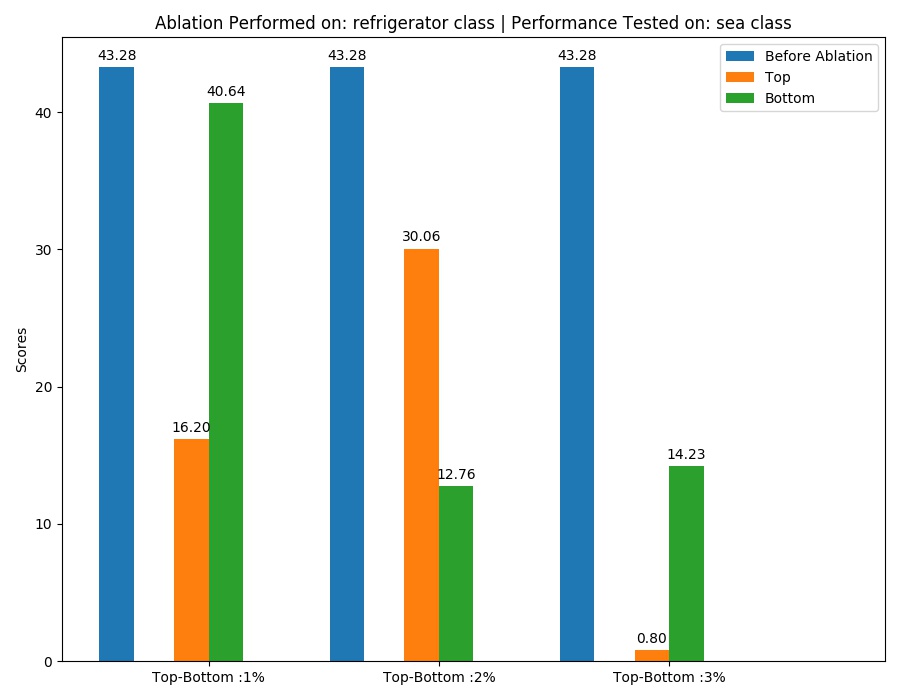 Ablation Performed on: refrigerator class | Performance Tested on: sea class
Before Ablation
Top
Bottom
43.28
43.28
43.28
40.64
30.06
16.20
12.76
14.23
0.80
Scores
40
30
20
10
0
Top-Bottom :1%
Top-Bottom :2%
Top-Bottom :3%